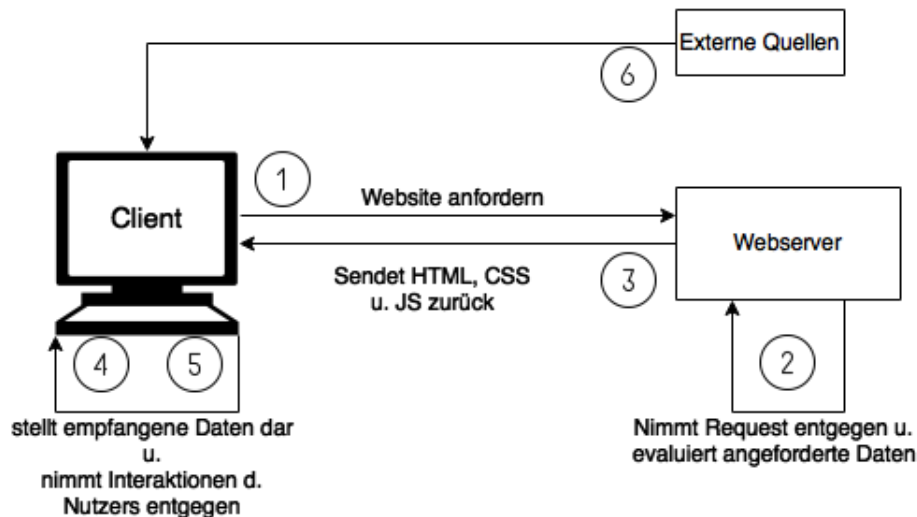 Externe Quellen
6
1
Client
Website anfordern
Webserver
Sendet HTML, CSS
u. JS zurück
3
4
5
2
stellt empfangene Daten dar
u.
nimmt Interaktionen d.
Nutzers entgegen
Nimmt Request entgegen u.
evaluiert angeforderte Daten